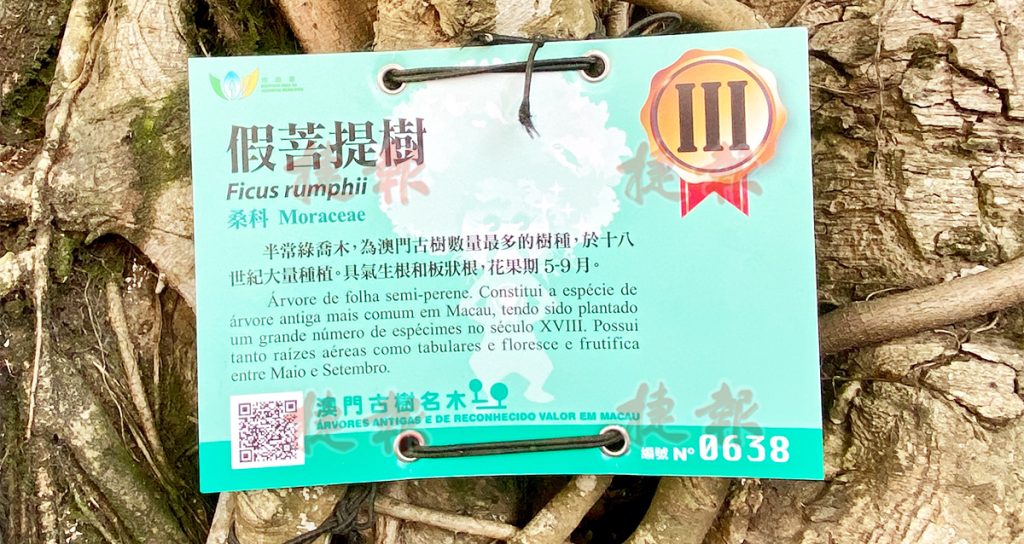 III
假菩提樹
Ficus rumphii
桑科 Moraceae
半常綠喬木，為澳門古樹數量最多的樹種，於十八
世紀大量種植。具氣生根和板狀根，花果期5-9月。
Árvore de folha semi-perene. Constitui a espécie de
árvore antiga mais comum em Macau, tendo sido plantado
um grande número de espécimes no século XVIII. Possui
tanto raízes aéreas como tabulares e floresce e frutifica
entre Maio e Setembro.
捷報 捷報
澳門古樹名木
ÁRVORES ANTIGAS E DE RECONHECIDO VALOR EM MACAU
捷報 捷報
編號 Nº 0638